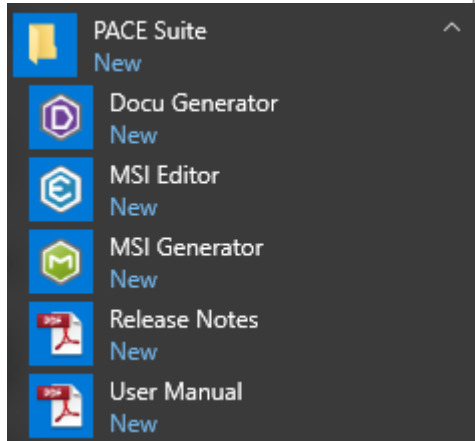 PACE Suite
New
Docu Generator
New
MSI Editor
New
MSI Generator
New
Release Notes
New
User Manual
New